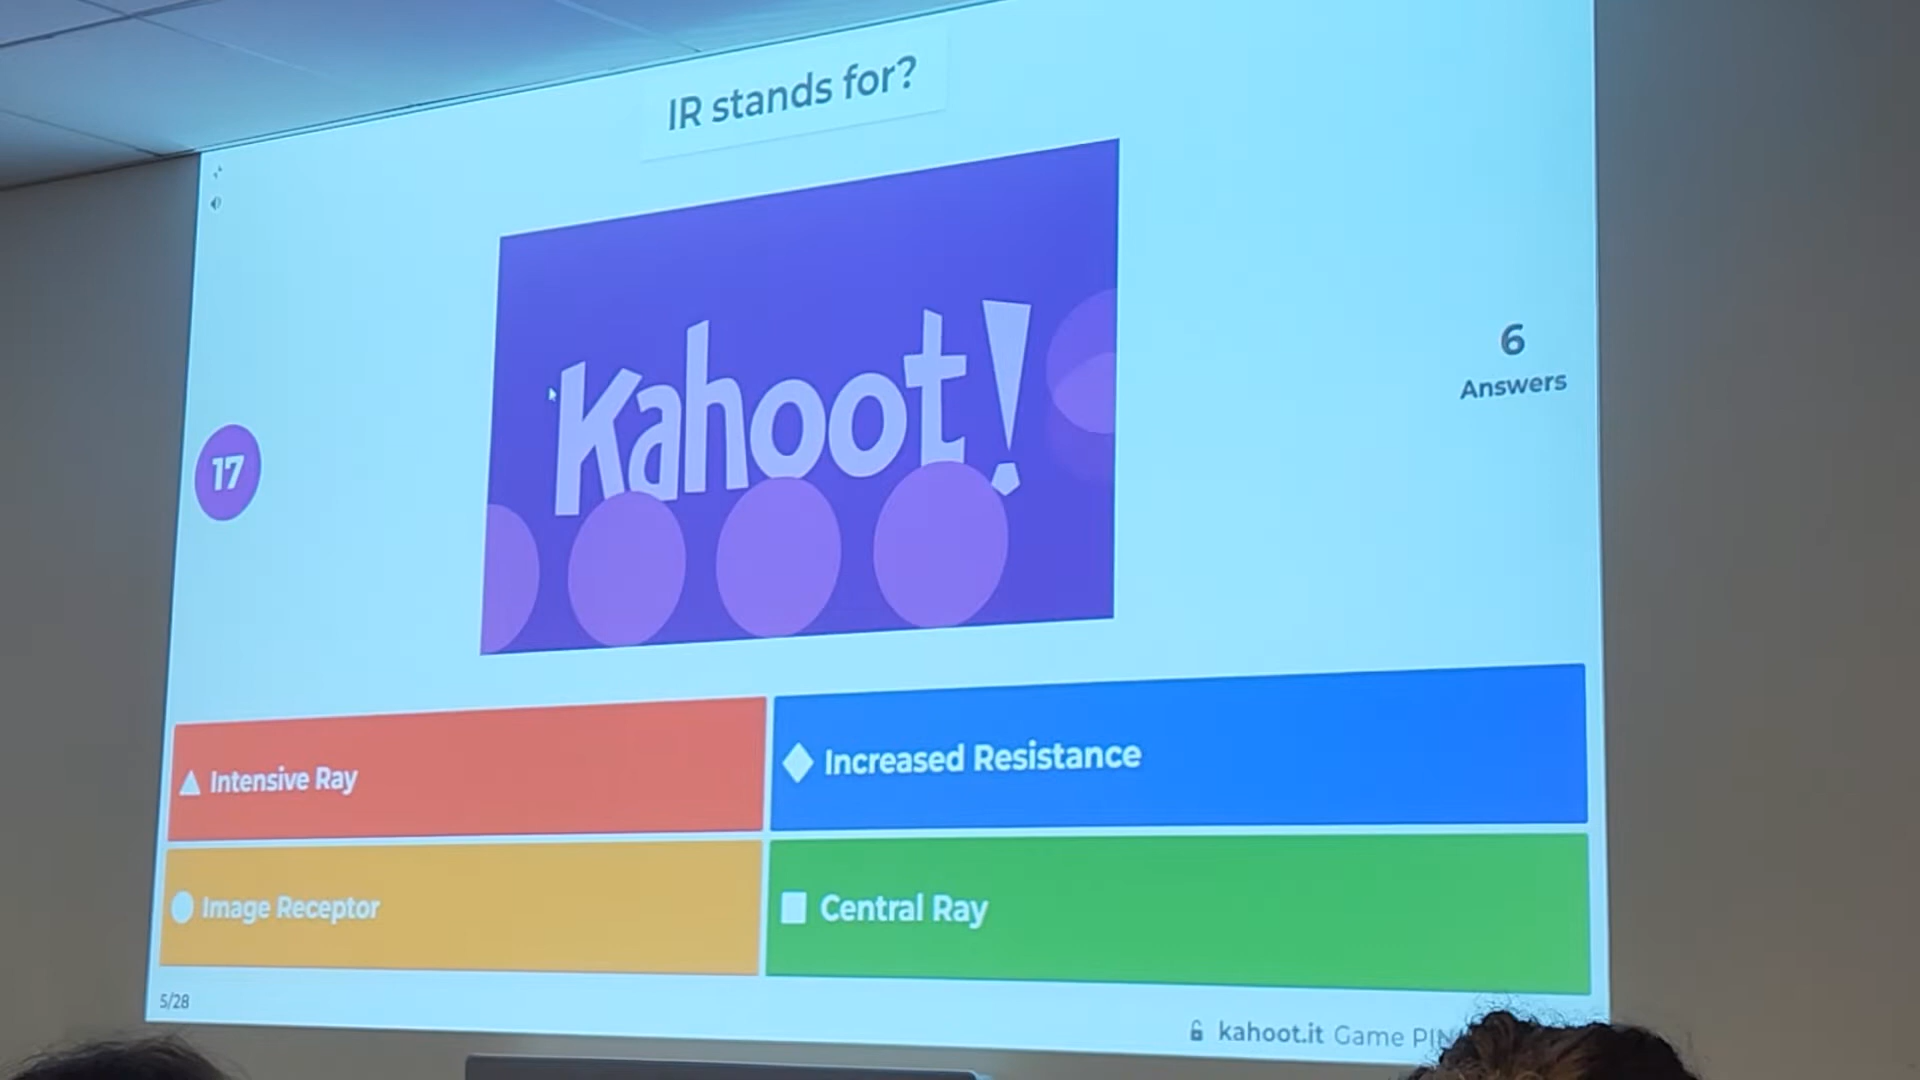 IR stands for?
Kahoot!
6
Answers
17
Intensive Ray
Increased Resistance
Image Receptor
Central Ray
5/28
kahoot.it Game PIN